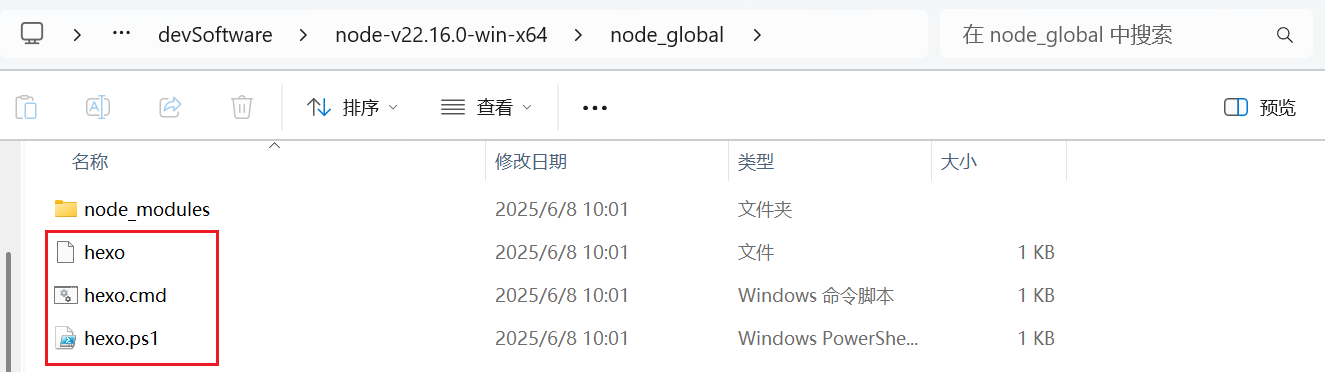 ··· devSoftware node-v22.16.0-win-x64 node_global 在 node_global 中搜索
排序 查看 ··· 预览
名称 修改日期 类型 大小
node_modules 2025/6/8 10:01 文件夹
hexo 2025/6/8 10:01 文件 1 KB
hexo.cmd 2025/6/8 10:01 Windows 命令脚本 1 KB
hexo.ps1 2025/6/8 10:01 Windows PowerShe... 1 KB